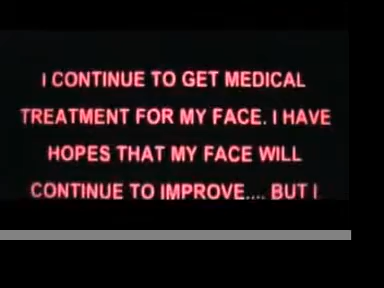 I CONTINUE TO GET MEDICAL
TREATMENT FOR MY FACE. I HAVE
HOPES THAT MY FACE WILL
CONTINUE TO IMPROVE.... BUT I